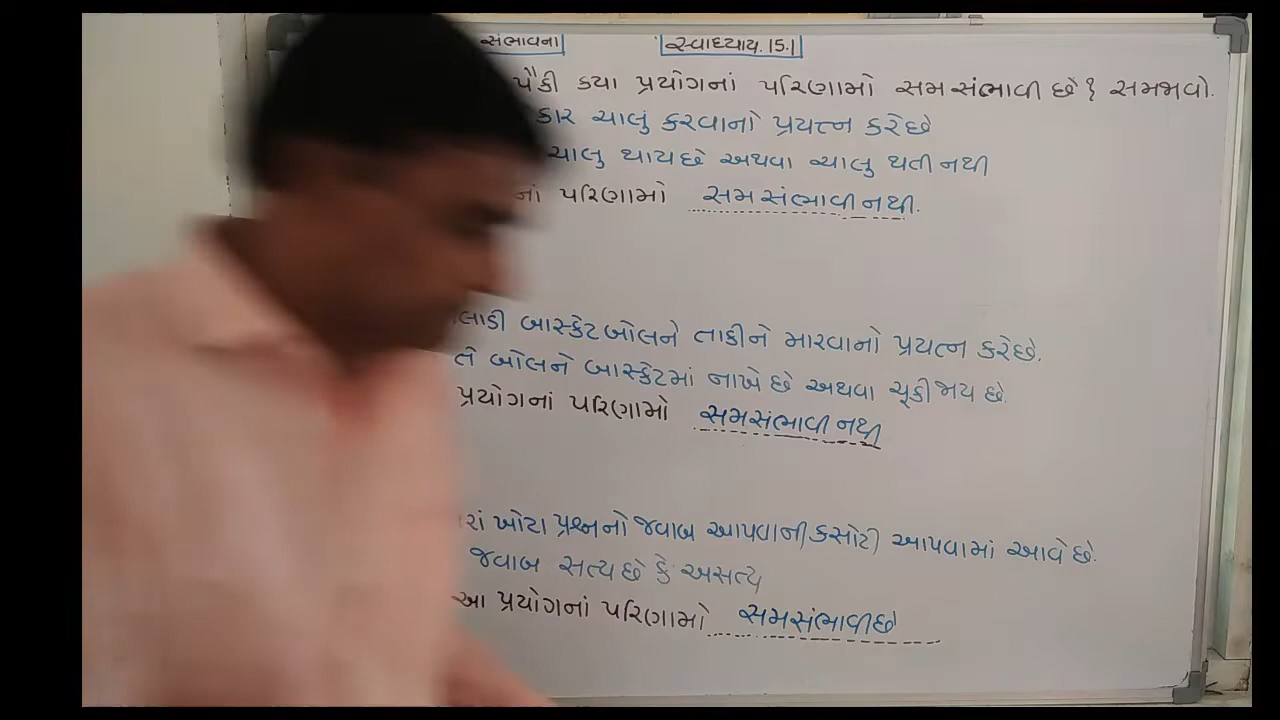 સંભાવના સ્વાધ્યાય.15.1
પૈકી કયા પ્રયોગનાં પરિણામો સમસંભાવી છે? સમજાવો.
કાર ચાલું કરવાનો પ્રયત્ન કરેછે
ચાલુ થાયછે અથવા ચાલુ થતી નથી
નાં પરિણામો સમસંભાવી નથી.
લાડી બાસ્કેટબોલને તાકીને મારવાનો પ્રયત્ન કરેછે.
તે બોલને બાસ્કેટમાં નાખે છે અથવા ચૂકીજાય છે.
પ્રયોગનાં પરિણામો સમસંભાવી નથી
રાં ખોટા પ્રશ્નનો જવાબ આપવાની કસોટી આપવામાં આવેછે.
જવાબ સત્યછે કે અસત્ય
આ પ્રયોગનાં પરિણામો સમસંભાવીછે